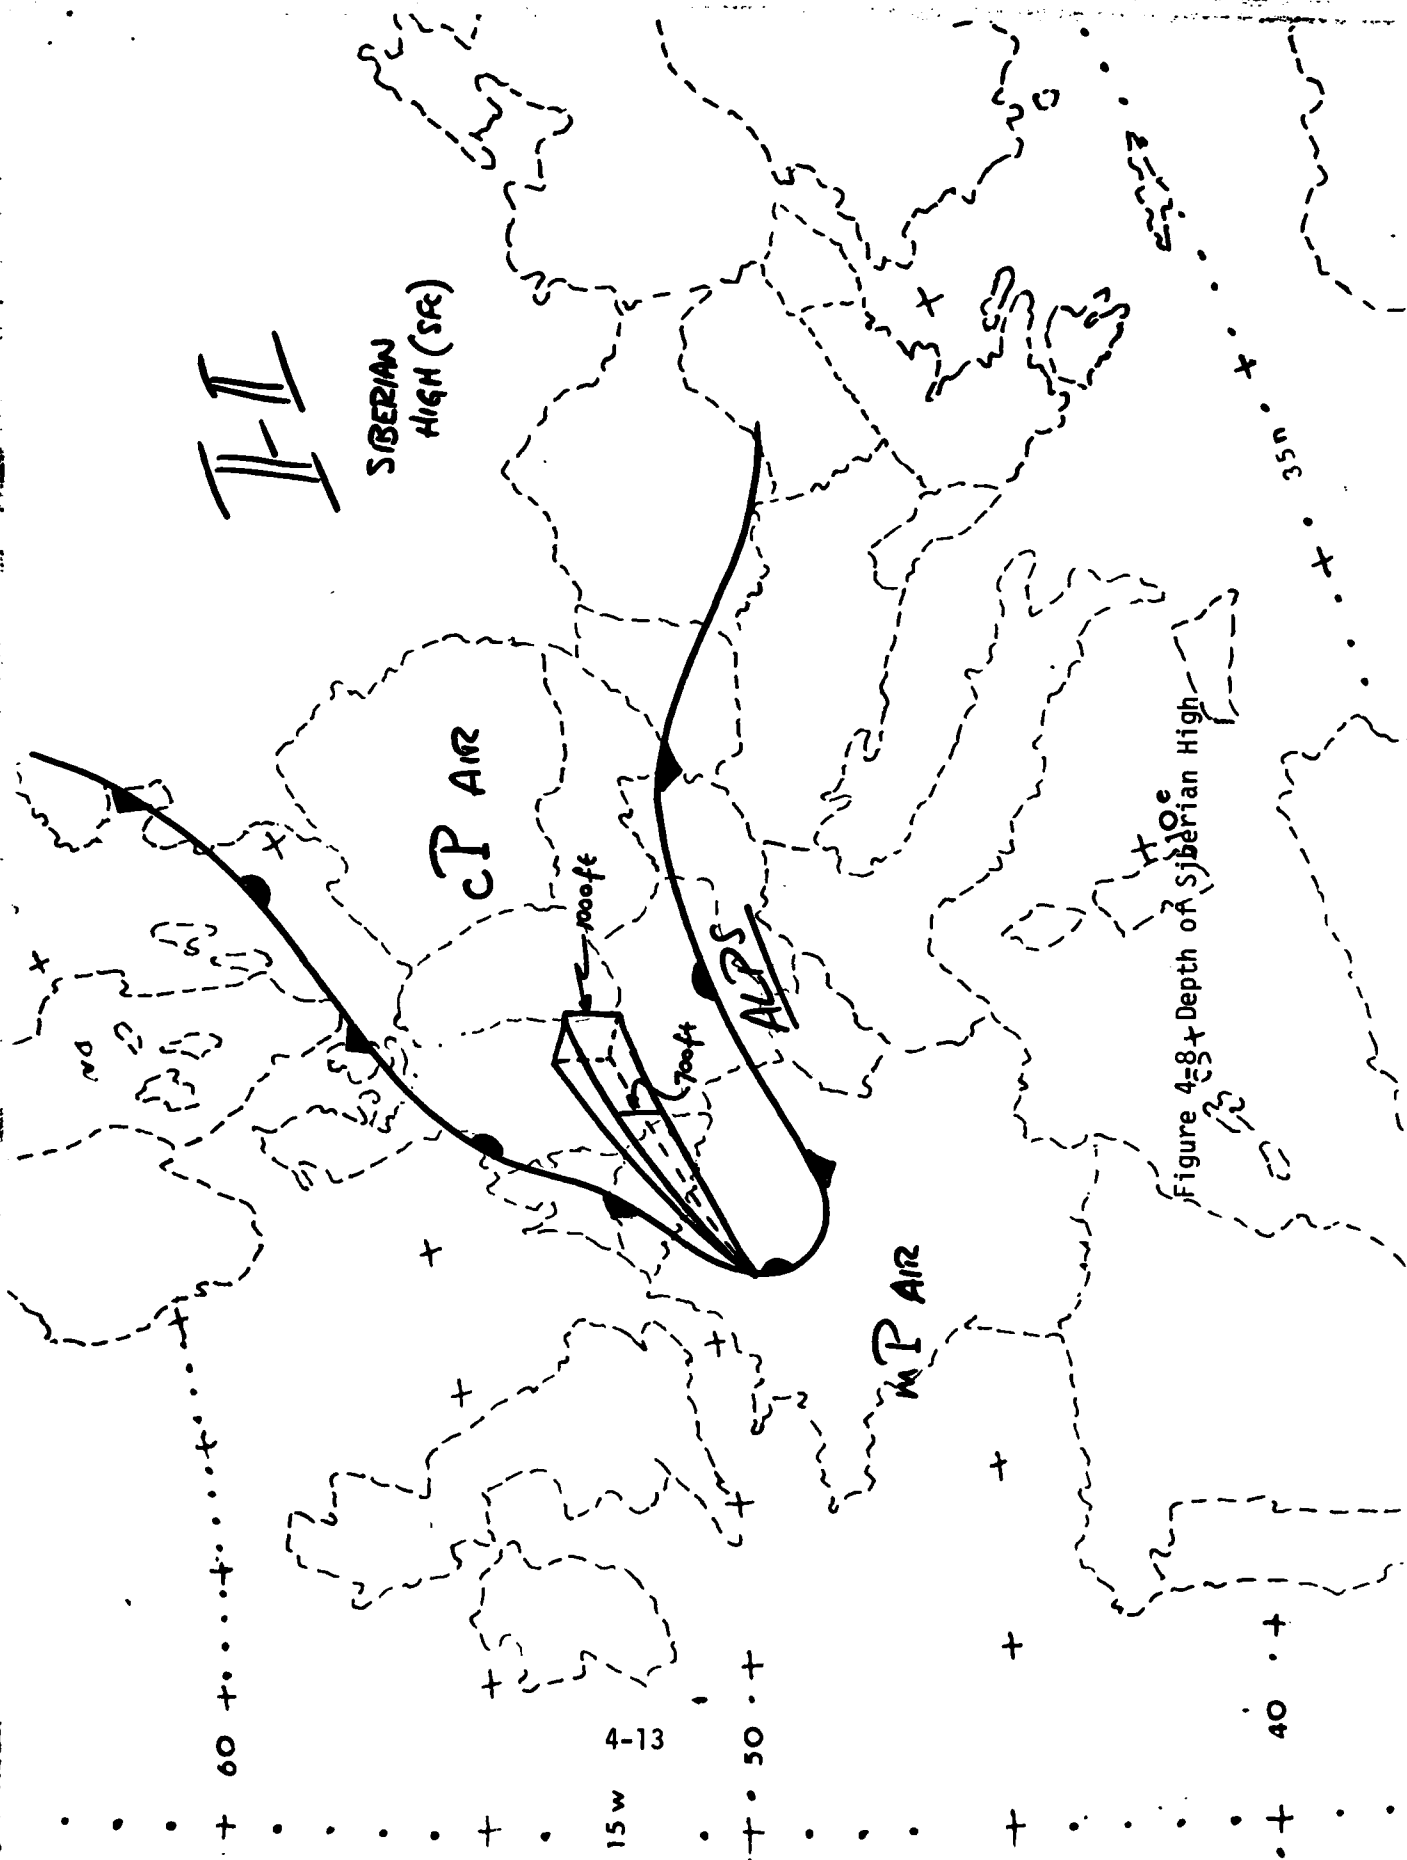 H
SIBERIAN
HIGH (SFC)
cP AIR
1000ft
700ft
ALPS
mP AIR
60
50
40
15w
35n
10e
Figure 4-8 Depth of Siberian High
4-13